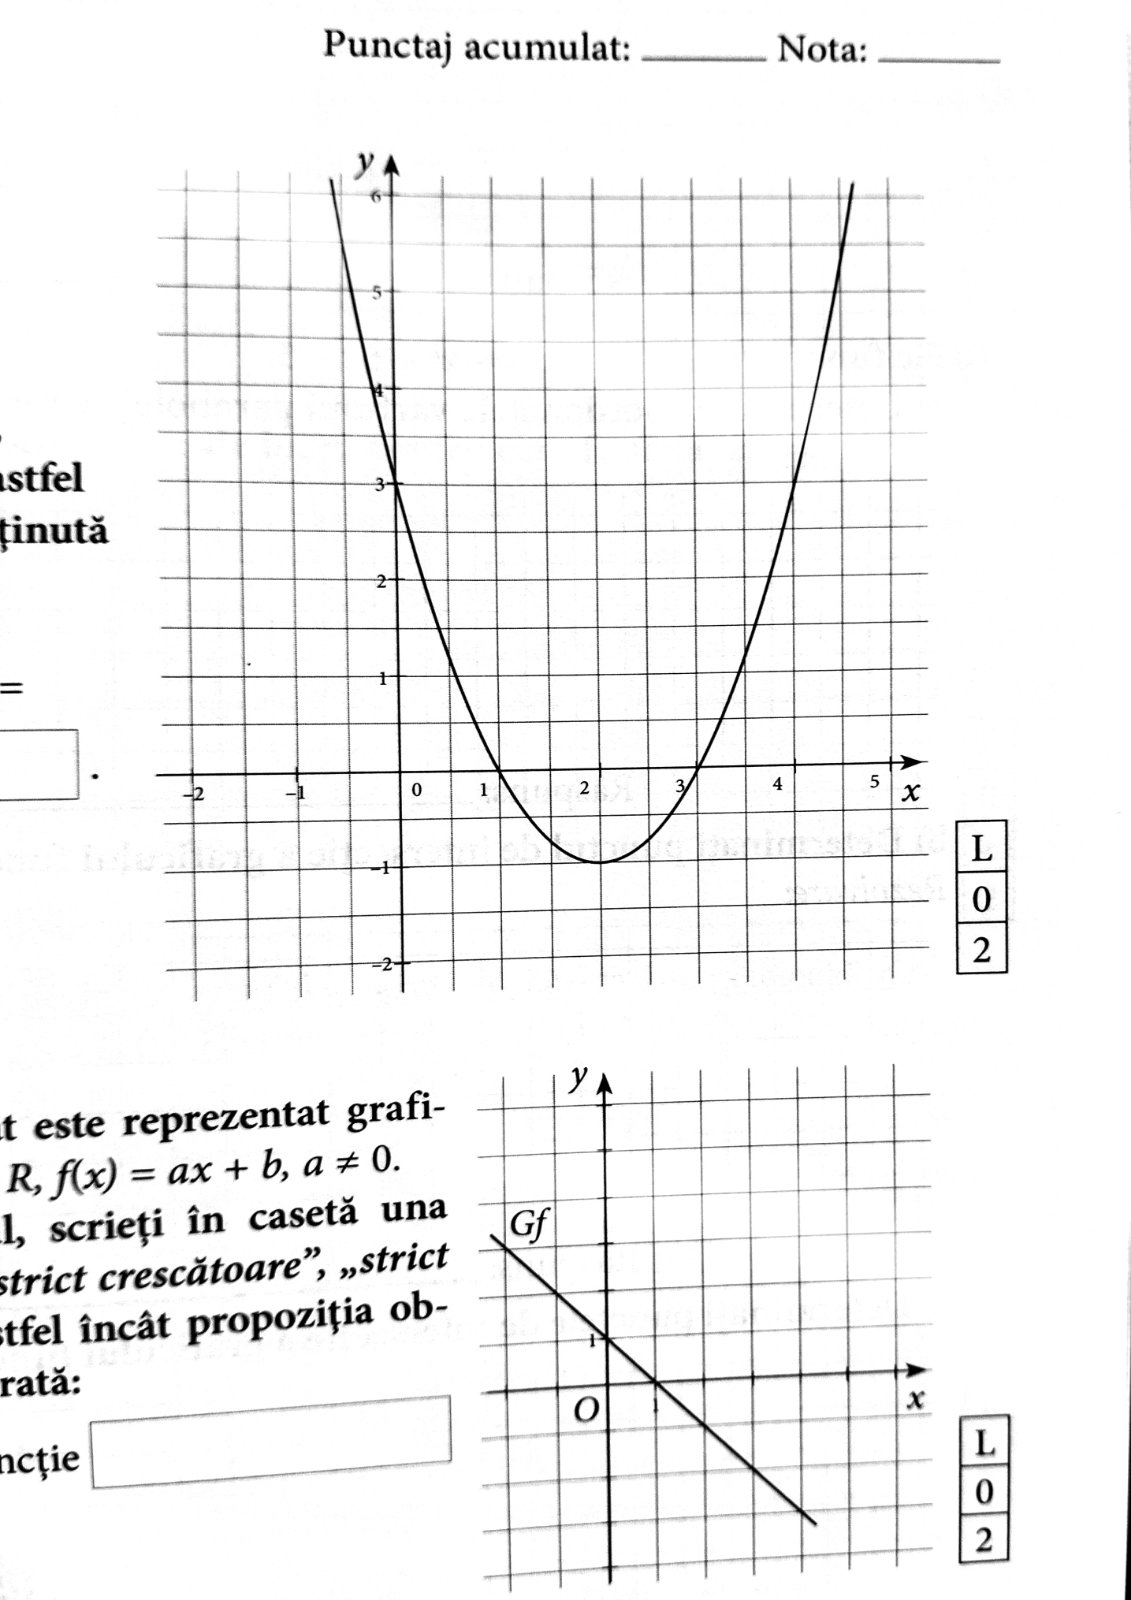 Punctaj acumulat: ______ Nota: ______
y
6
5
4
3
2
1
-2 -1 0 1 2 3 4 5 x
-1
-2
astfel
ținută
=
.
L
0
2
t este reprezentat grafi-
R, f(x) = ax + b, a ≠ 0.
l, scrieți în casetă una
strict crescătoare”, „strict
stfel încât propoziția ob-
rată:
ncție
y
Gf
1
O 1 x
L
0
2